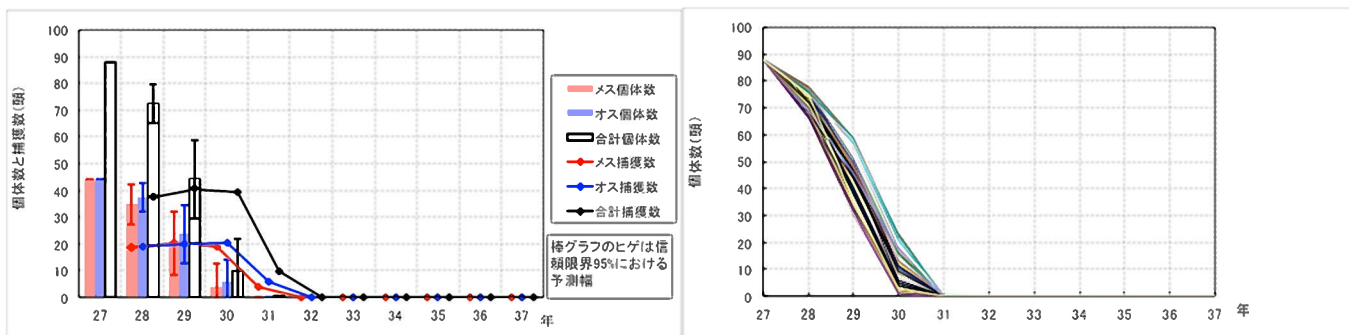 個体数と捕獲数(頭)
100
90
80
70
60
50
40
30
20
10
0
27 28 29 30 31 32 33 34 35 36 37 年
メス個体数
オス個体数
合計個体数
メス捕獲数
オス捕獲数
合計捕獲数
棒グラフのヒゲは信
頼限界95%における
予測幅
個体数(頭)
100
90
80
70
60
50
40
30
20
10
0
27 28 29 30 31 32 33 34 35 36 37 年